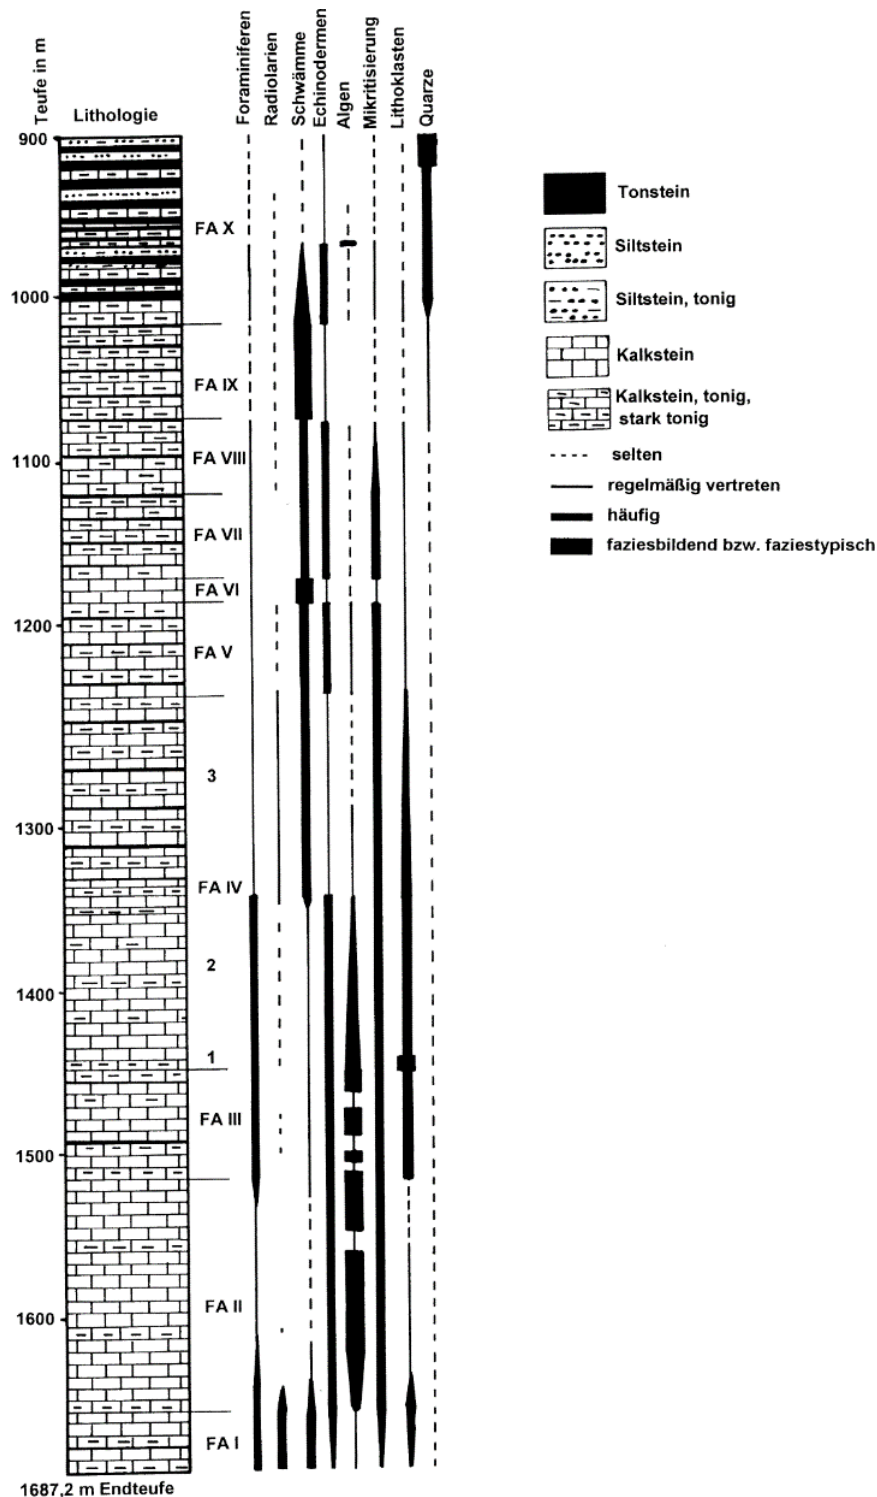 Teufe in m
Lithologie
Foraminiferen
Radiolarien
Schwämme
Echinodermen
Algen
Mikritisierung
Lithoklasten
Quarze
900
FA X
1000
FA IX
FA VIII
1100
FA VII
FA VI
1200
FA V
3
1300
FA IV
2
1400
1
FA III
1500
FA II
1600
FA I
1687,2 m Endteufe
Tonstein
Siltstein
Siltstein, tonig
Kalkstein
Kalkstein, tonig,
stark tonig
selten
regelmäßig vertreten
häufig
faziesbildend bzw. faziestypisch